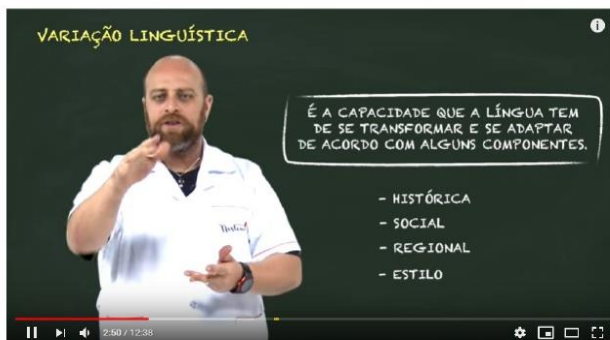 VARIAÇÃO LINGUÍSTICA
É A CAPACIDADE QUE A LÍNGUA TEM
DE SE TRANSFORMAR E SE ADAPTAR
DE ACORDO COM ALGUNS COMPONENTES.
- HISTÓRICA
- SOCIAL
- REGIONAL
- ESTILO
2:50 / 12:38